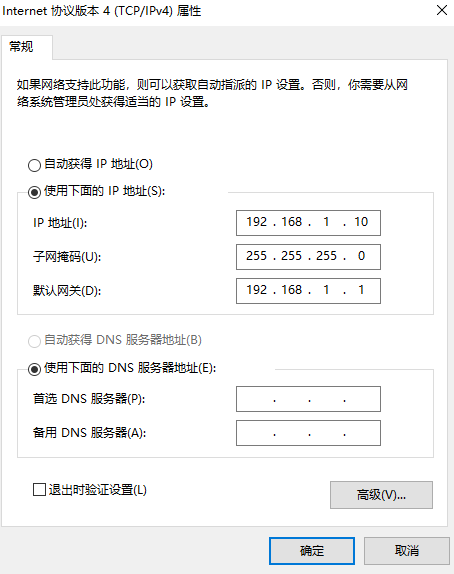 Internet 协议版本 4 (TCP/IPv4) 属性
常规
如果网络支持此功能，则可以获取自动指派的 IP 设置。否则，你需要从网
络系统管理员处获得适当的 IP 设置。
自动获得 IP 地址(O)
使用下面的 IP 地址(S):
IP 地址(I): 192 . 168 . 1 . 10
子网掩码(U): 255 . 255 . 255 . 0
默认网关(D): 192 . 168 . 1 . 1
自动获得 DNS 服务器地址(B)
使用下面的 DNS 服务器地址(E):
首选 DNS 服务器(P): . . .
备用 DNS 服务器(A): . . .
退出时验证设置(L)
高级(V)...
确定 取消